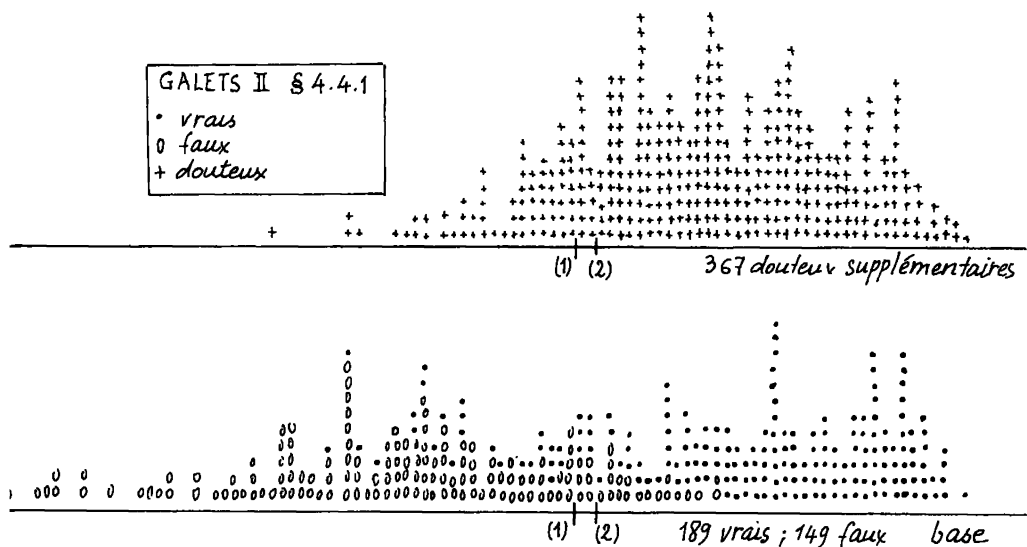 GALETS II § 4.4.1
• vrais
0 faux
+ douteux
(1) (2) 367 douteux supplémentaires
(1) (2) 189 vrais ; 149 faux base